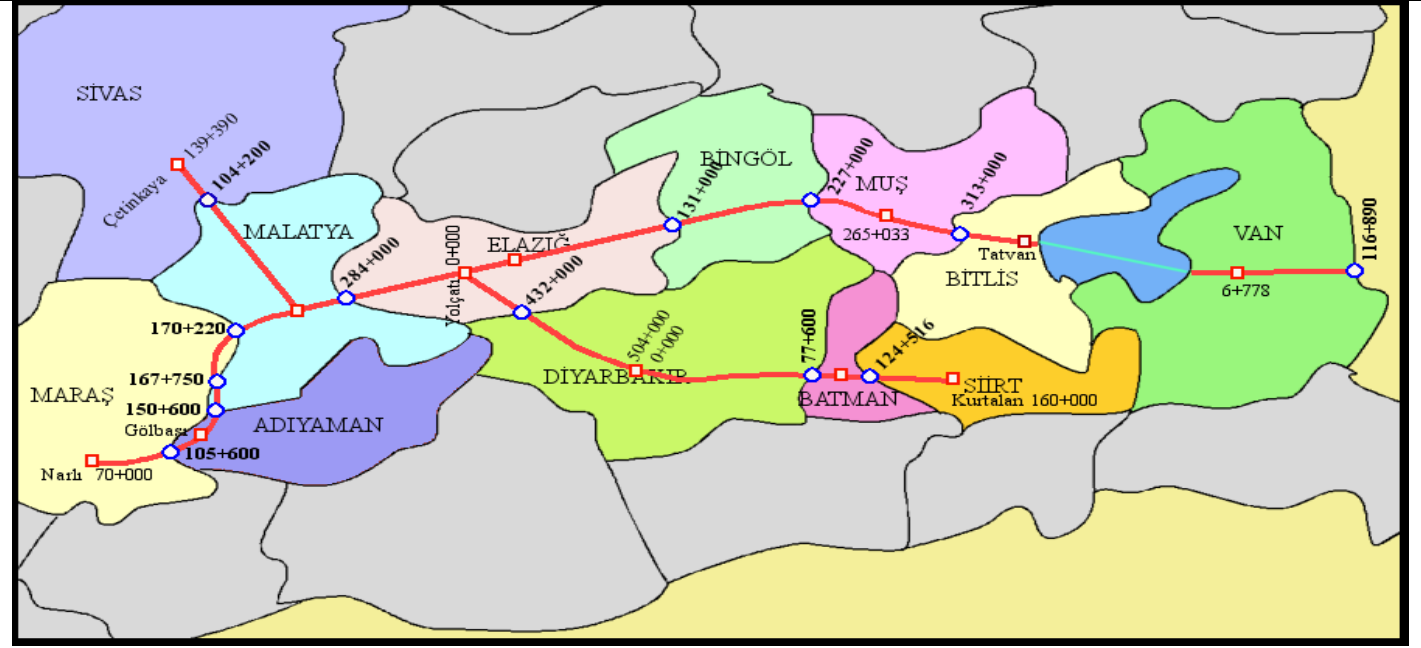 SİVAS
139+390
104+200
Çetinkaya
MALATYA
284+000
ELAZIĞ
Yolçatı 0+000
432+000
131+000
BİNGÖL
227+000
MUŞ
265+033
313+000
Tatvan
BİTLİS
VAN
6+778
116+890
170+220
167+750
MARAŞ
150+600
Gölbaşı
ADIYAMAN
105+600
Narlı
70+000
504+000
0+000
DİYARBAKIR
77+600
BATMAN
124+516
SİİRT
Kurtalan 160+000